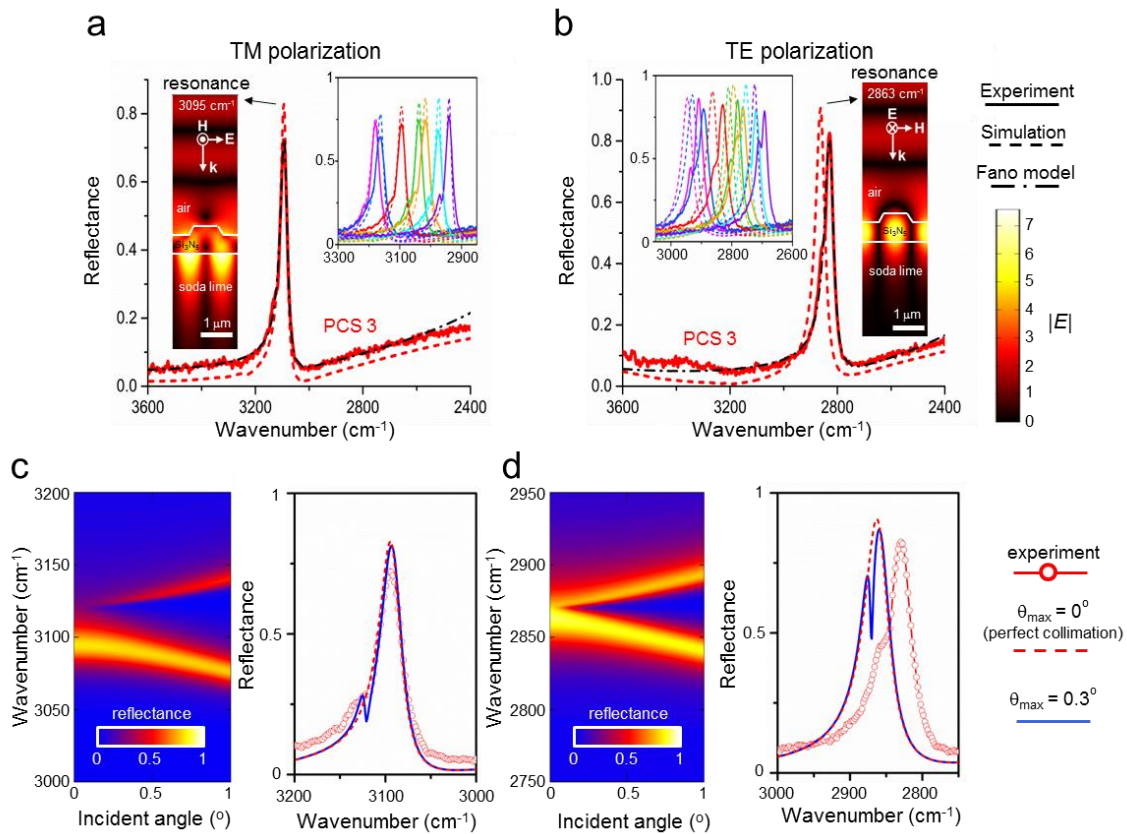 a
TM polarization
resonance
3095 cm⁻¹
H
E
k
air
Si₃N₅
soda lime
1 μm
PCS 3
Reflectance
0.8
0.6
0.4
0.2
0.0
3600 3200 2800 2400
Wavenumber (cm⁻¹)
1
0.5
0
3300 3150 3000 2850
b
TE polarization
resonance
2863 cm⁻¹
E
H
k
air
Si₃N₅
soda lime
1 μm
PCS 3
Reflectance
1.0
0.8
0.6
0.4
0.2
0.0
3600 3200 2800 2400
Wavenumber (cm⁻¹)
1
0.5
0
3000 2800 2600
Experiment
Simulation
Fano model
7
6
5
4
3
2
1
0
|E|
c
Wavenumber (cm⁻¹)
3200
3150
3100
3050
3000
reflectance
0 0.5 1
0 0.5 1
Incident angle (°)
Reflectance
1
0.5
0
3200 3100 3000
Wavenumber (cm⁻¹)
d
Wavenumber (cm⁻¹)
2950
2900
2850
2800
2750
reflectance
0 0.5 1
0 0.5 1
Incident angle (°)
Reflectance
1
0.5
0
3000 2900 2800
Wavenumber (cm⁻¹)
experiment
θmax = 0°
(perfect collimation)
θmax = 0.3°